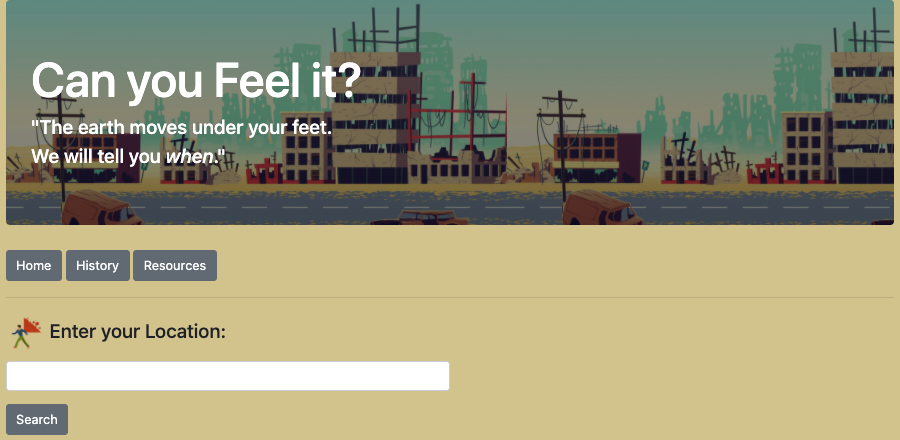 Can you Feel it?
"The earth moves under your feet.
We will tell you when."
Home History Resources
Enter your Location:
Search